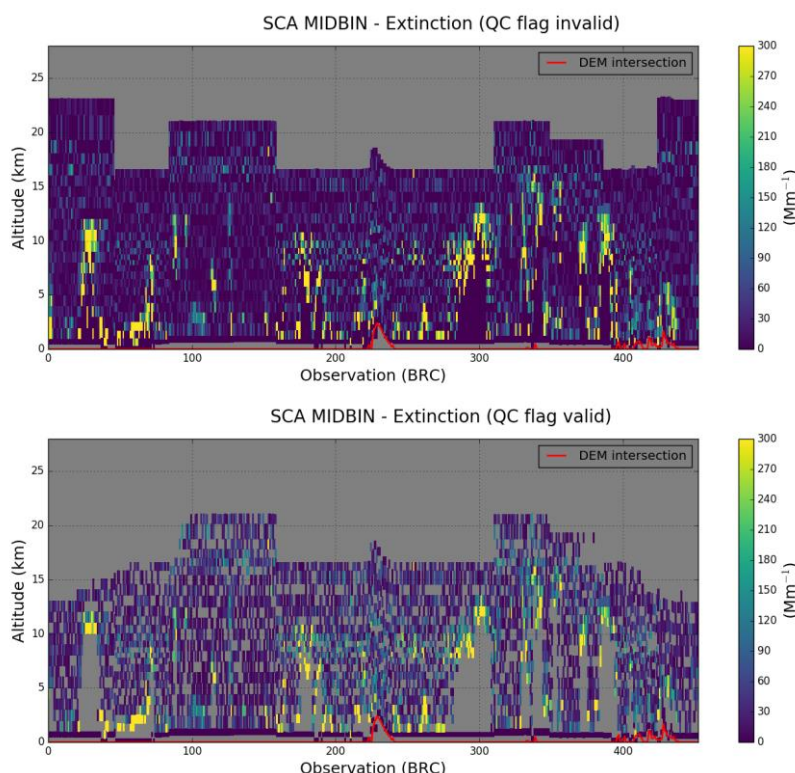 SCA MIDBIN - Extinction (QC flag invalid)
DEM intersection
Altitude (km)
25
20
15
10
5
0
0 100 200 300 400
Observation (BRC)
300
270
240
210
180
150
120
90
60
30
0
(Mm⁻¹)
SCA MIDBIN - Extinction (QC flag valid)
DEM intersection
Altitude (km)
25
20
15
10
5
0
0 100 200 300 400
Observation (BRC)
300
270
240
210
180
150
120
90
60
30
0
(Mm⁻¹)